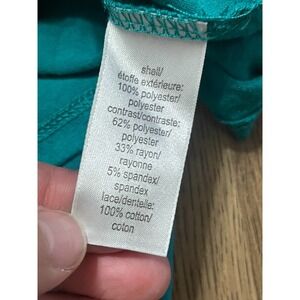 shell/
étoffe extérieure:
100% polyester/
polyester
contrast/contraste:
62% polyester/
polyester
33% rayon/
rayonne
5% spandex/
spandex
lace/dentelle:
100% cotton/
coton